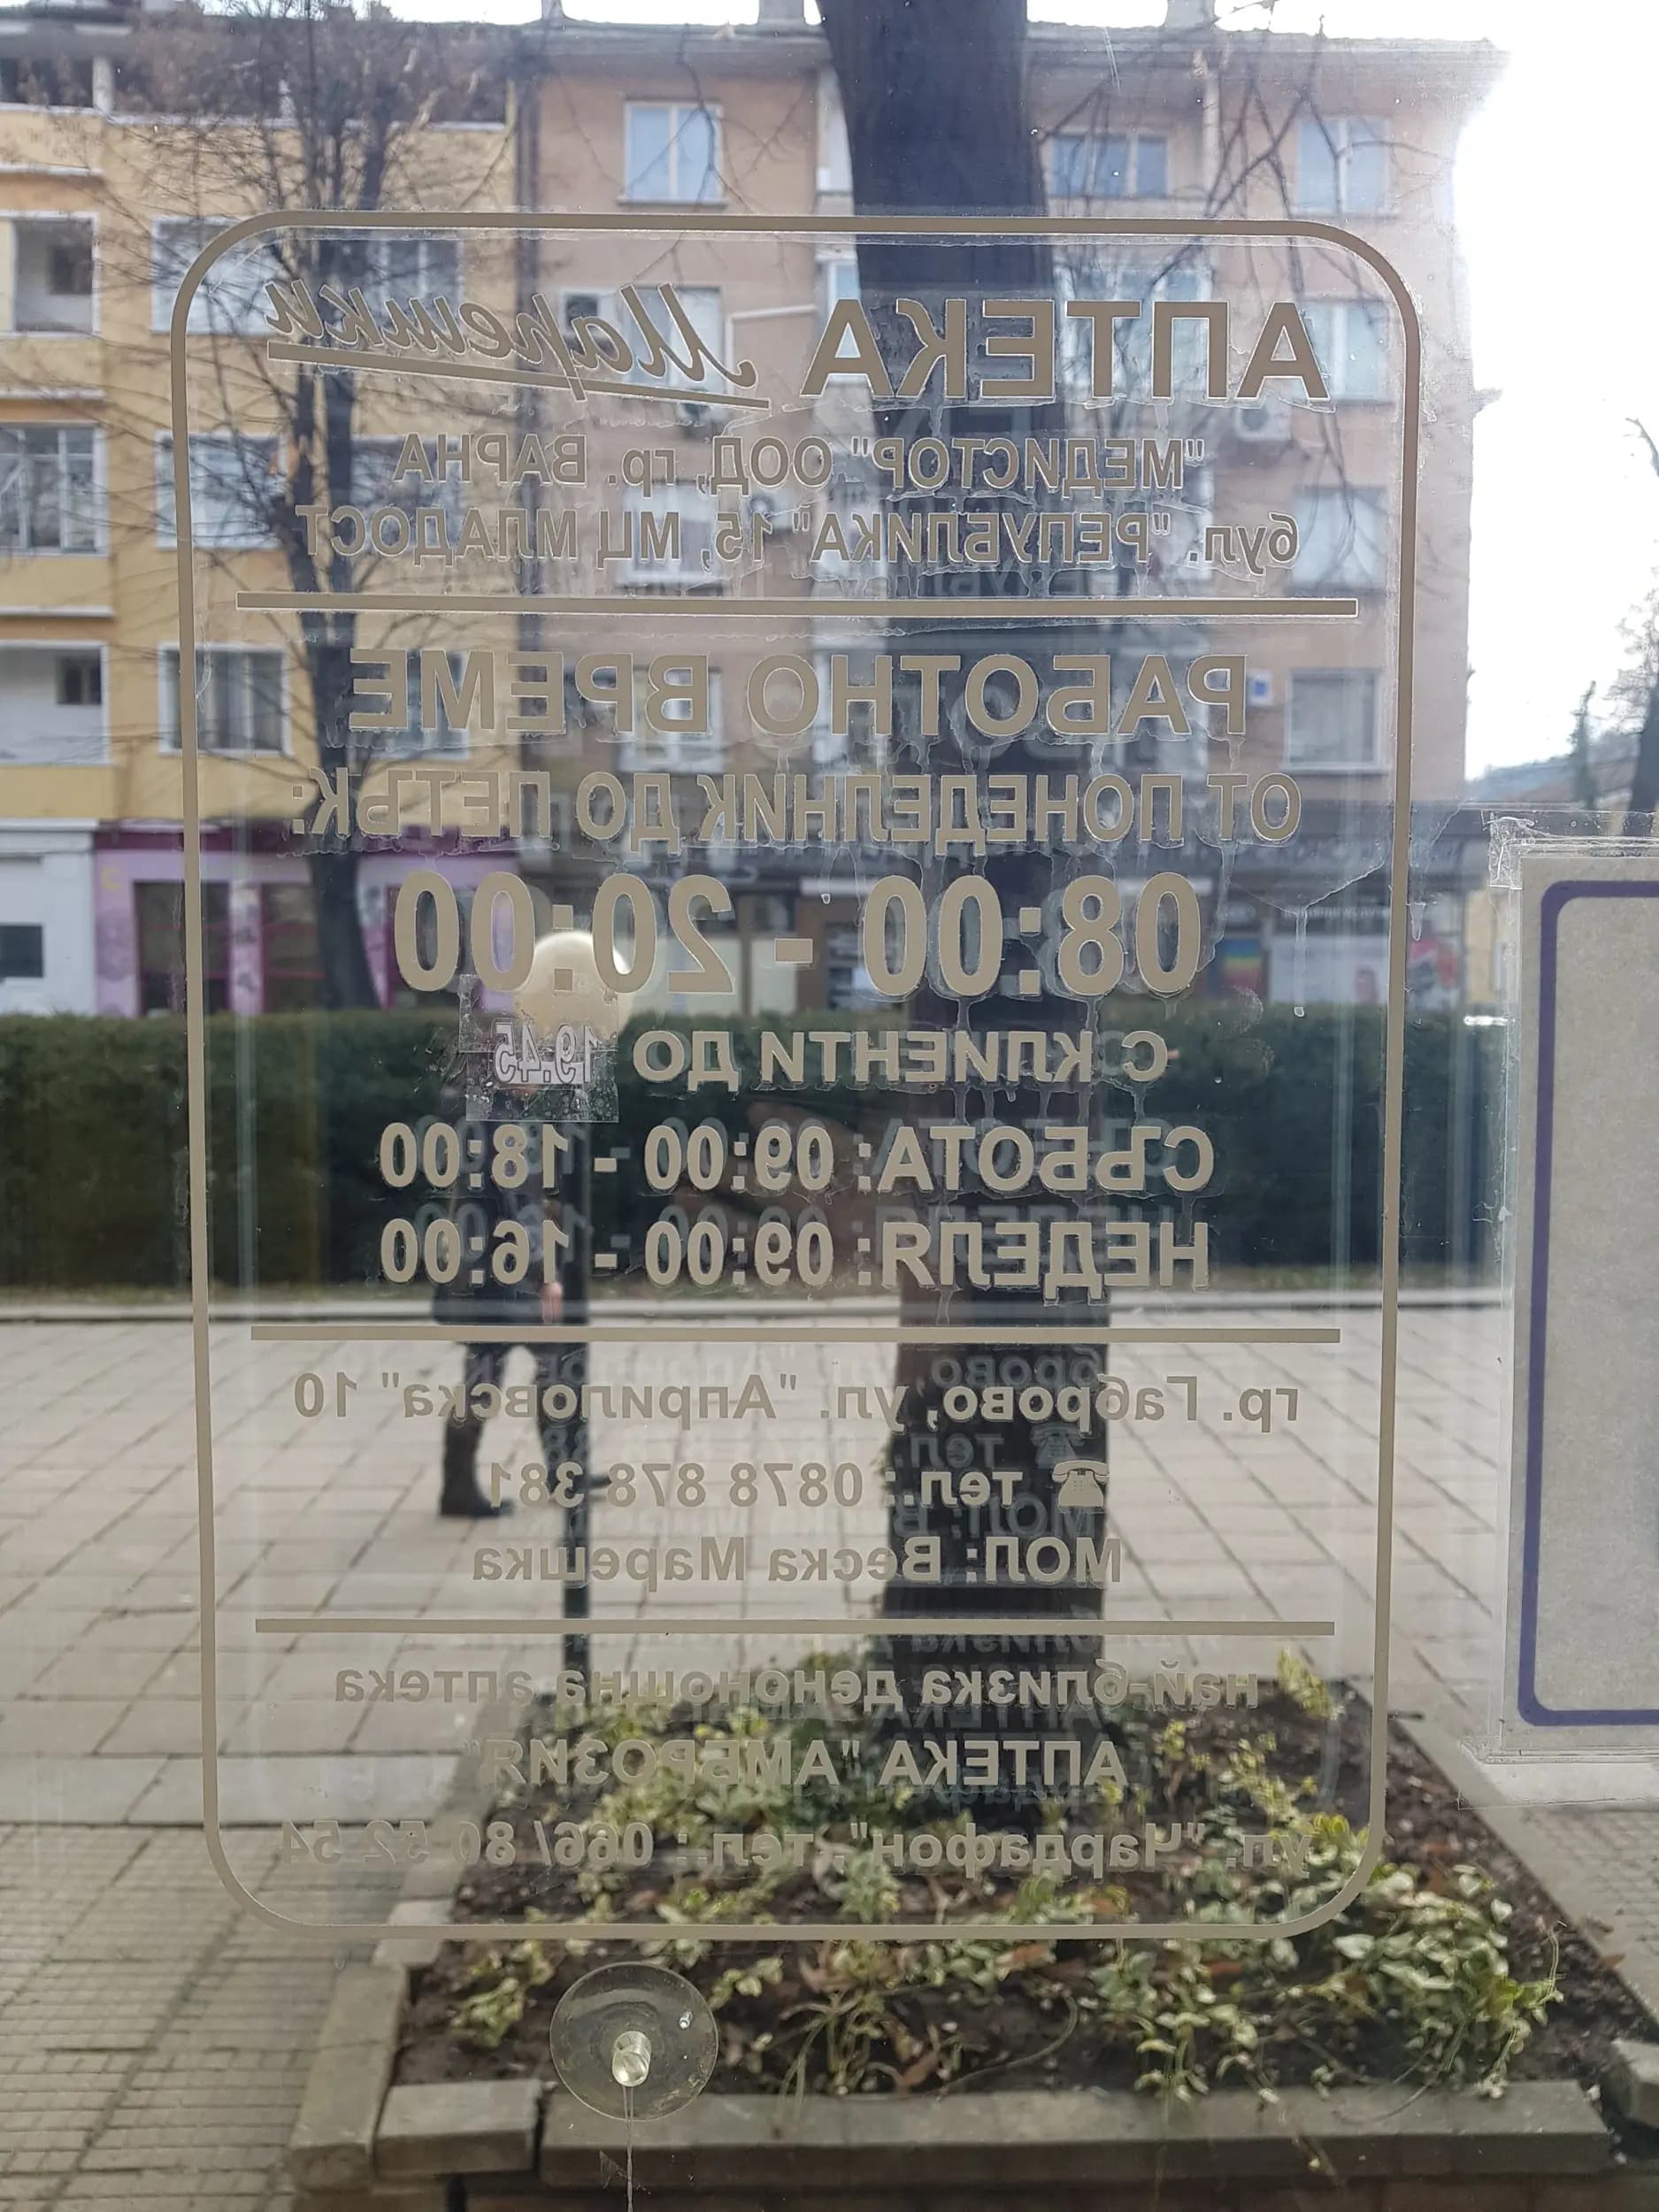 АПТЕКА Марешки
"МЕДИСТОР" ООД, гр. ВАРНА
бул. "РЕПУБЛИКА" 15, МЦ МЛАДОСТ
РАБОТНО ВРЕМЕ
ОТ ПОНЕДЕЛНИК ДО ПЕТЪК:
08:00 - 20:00
С КЛИЕНТИ ДО 19.45
СЪБОТА: 09:00 - 18:00
НЕДЕЛЯ: 09:00 - 16:00
гр. Габрово, ул. "Априловска" 10
☎ тел.: 0878 878 381
МОЛ: Веска Марешка
най-близка денонощна аптека
АПТЕКА "АМБРОЗИЯ"
ул. "Чардафон", тел.: 066/ 80 52 54